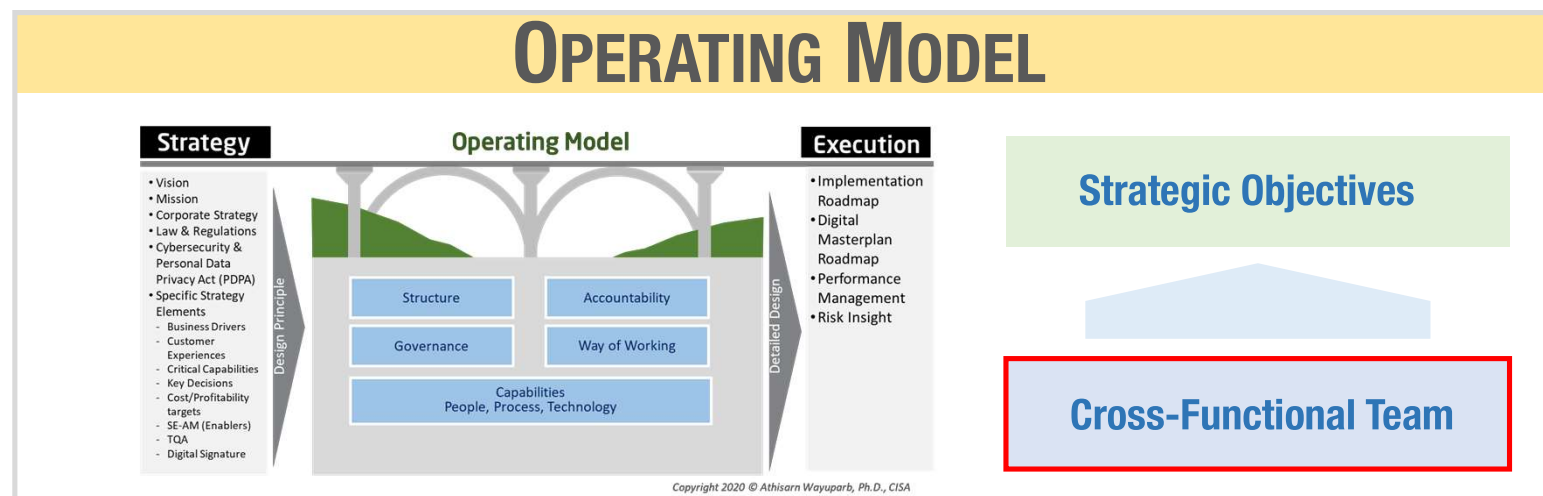 OPERATING MODEL
Strategy
• Vision
• Mission
• Corporate Strategy
• Law & Regulations
• Cybersecurity &
Personal Data
Privacy Act (PDPA)
• Specific Strategy
Elements
- Business Drivers
- Customer
Experiences
- Critical Capabilities
- Key Decisions
- Cost/Profitability
targets
- SE-AM (Enablers)
- TQA
- Digital Signature
Design Principle
Operating Model
Structure
Accountability
Governance
Way of Working
Capabilities
People, Process, Technology
Detailed Design
Execution
• Implementation
Roadmap
• Digital
Masterplan
Roadmap
• Performance
Management
• Risk Insight
Copyright 2020 © Athisarn Wayuparb, Ph.D., CISA
Strategic Objectives
Cross-Functional Team